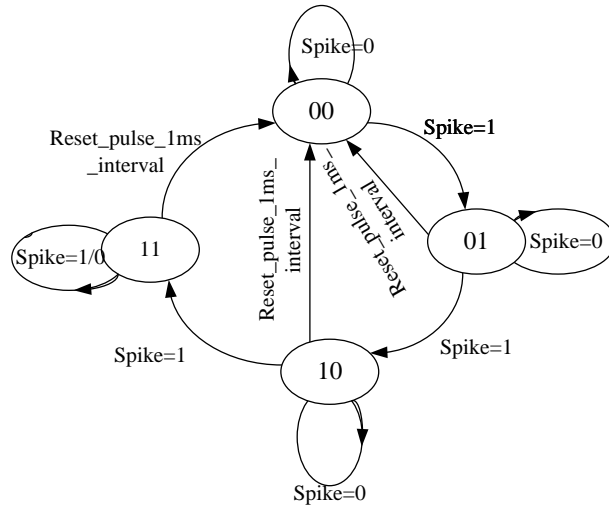 Spike=0
00
Spike=1
Reset_pulse_1ms
_interval
Reset_pulse_1ms_
interval
Reset_pulse_1ms_
interval
11
Spike=1/0
01
Spike=0
Spike=1
Spike=1
10
Spike=0